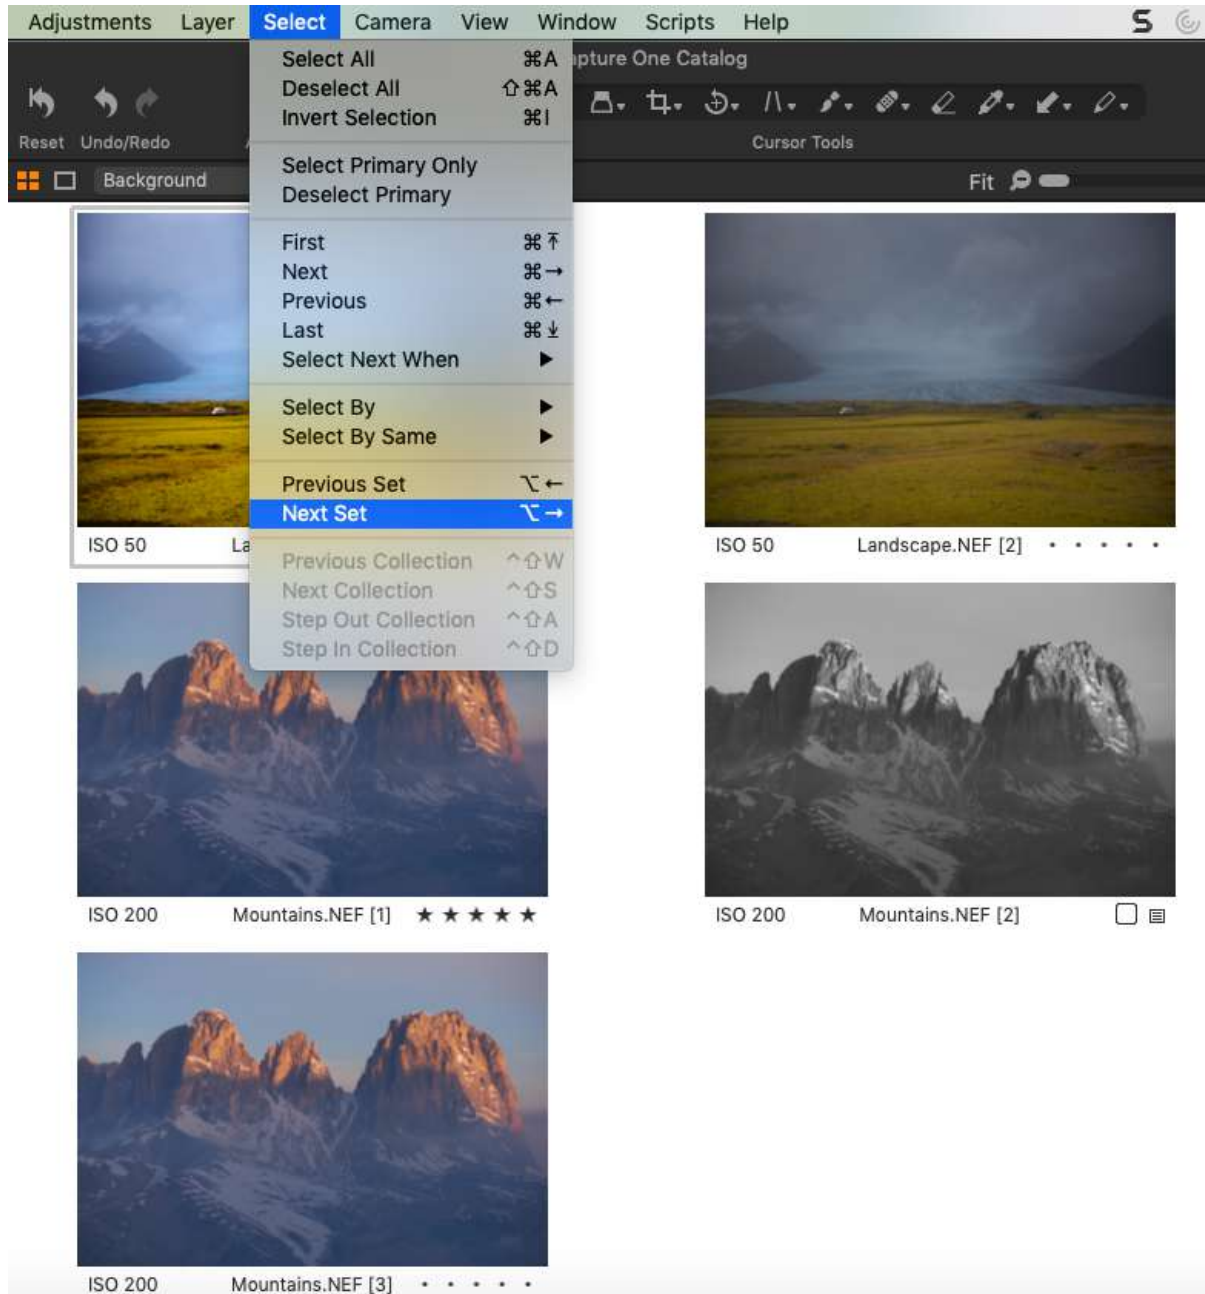 Adjustments Layer Select Camera View Window Scripts Help
Select All ⌘A
Deselect All ⇧⌘A
Invert Selection ⌘I
Select Primary Only
Deselect Primary
First ⌘⤒
Next ⌘→
Previous ⌘←
Last ⌘⤓
Select Next When ▶
Select By ▶
Select By Same ▶
Previous Set ⌥←
Next Set ⌥→
Previous Collection ^⇧W
Next Collection ^⇧S
Step Out Collection ^⇧A
Step In Collection ^⇧D
One Catalog
Reset Undo/Redo
Cursor Tools
Background
Fit
ISO 50
ISO 50 Landscape.NEF [2]
ISO 200 Mountains.NEF [1] ★★★★★
ISO 200 Mountains.NEF [2]
ISO 200 Mountains.NEF [3]